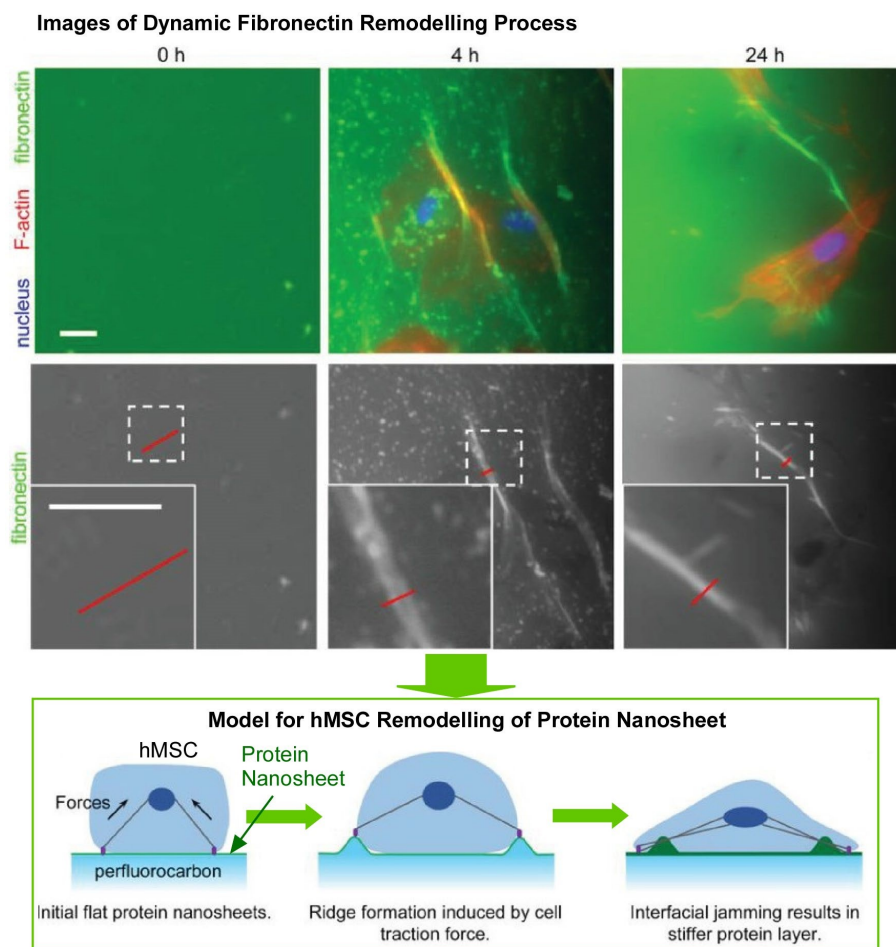 Images of Dynamic Fibronectin Remodelling Process
0 h
4 h
24 h
fibronectin
F-actin
nucleus
fibronectin
Model for hMSC Remodelling of Protein Nanosheet
hMSC
Protein
Nanosheet
Forces
perfluorocarbon
Initial flat protein nanosheets.
Ridge formation induced by cell
traction force.
Interfacial jamming results in
stiffer protein layer.